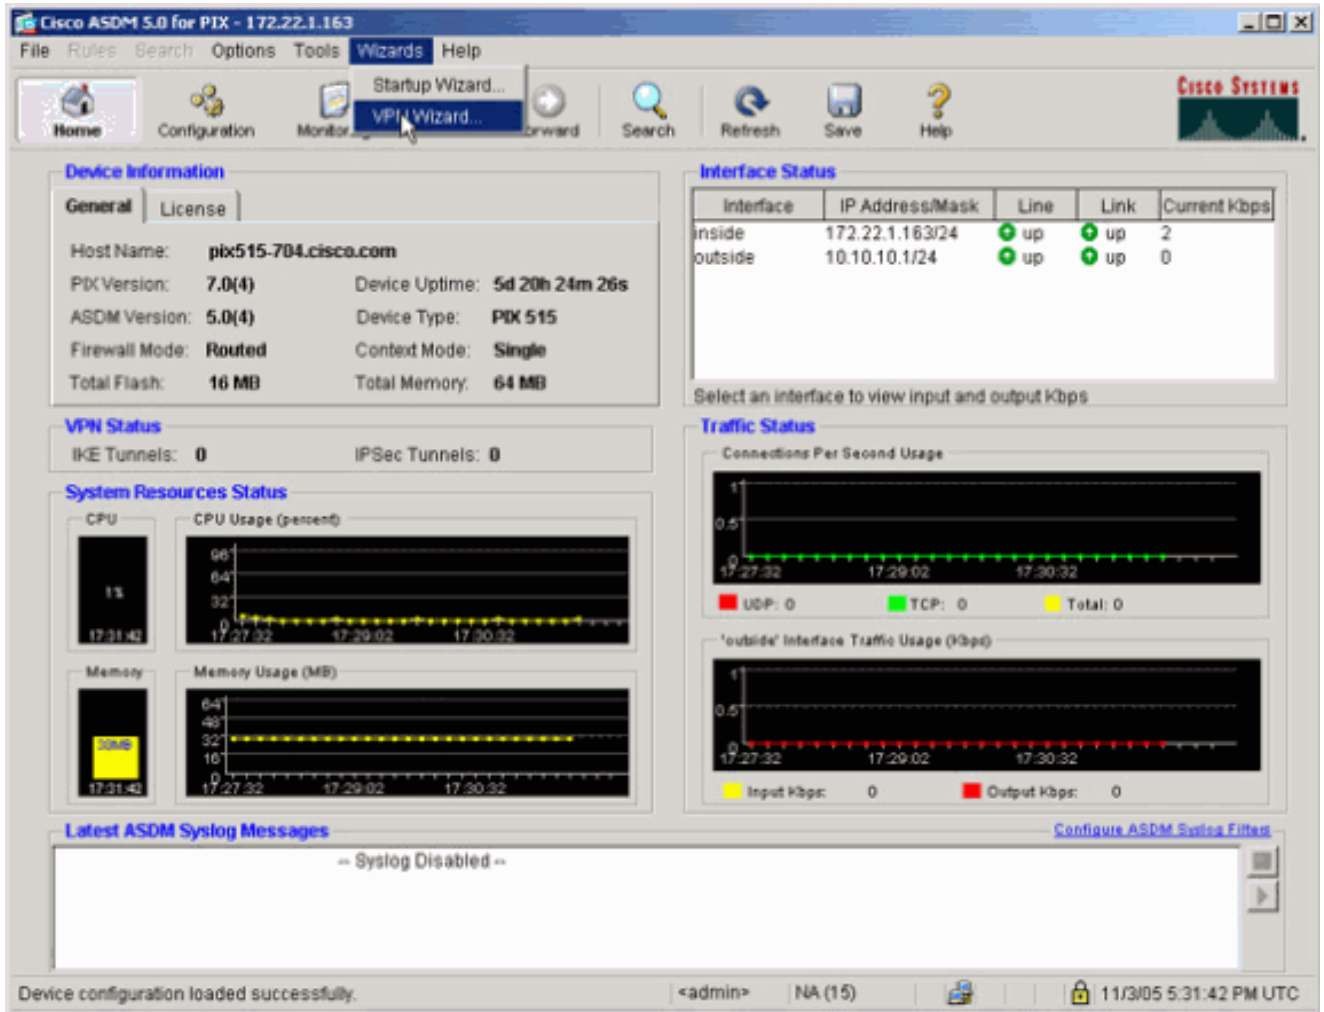 Cisco ASDM 5.0 for PIX - 172.22.1.163
File Rules Search Options Tools Wizards Help
Startup Wizard...
VPN Wizard...
Home Configuration Search Refresh Save Help
CISCO SYSTEMS
Device Information
General License
Host Name: pix515-704.cisco.com
PIX Version: 7.0(4) Device Uptime: 5d 20h 24m 26s
ASDM Version: 5.0(4) Device Type: PIX 515
Firewall Mode: Routed Context Mode: Single
Total Flash: 16 MB Total Memory: 64 MB
Interface Status
Interface IP Address/Mask Line Link Current Kbps
inside 172.22.1.163/24 up up 2
outside 10.10.10.1/24 up up 0
Select an interface to view input and output Kbps
VPN Status
IKE Tunnels: 0 IPSec Tunnels: 0
System Resources Status
CPU
1%
17:31:42
CPU Usage (percent)
96
64
32
0
17:27:32 17:29:02 17:30:32
Memory
30MB
17:31:42
Memory Usage (MB)
64
48
32
16
0
17:27:32 17:29:02 17:30:32
Traffic Status
Connections Per Second Usage
1
0.5
0
17:27:32 17:29:02 17:30:32
UDP: 0 TCP: 0 Total: 0
'outside' Interface Traffic Usage (Kbps)
1
0.5
0
17:27:32 17:29:02 17:30:32
Input Kbps: 0 Output Kbps: 0
Latest ASDM Syslog Messages
Configure ASDM Syslog Filters
-- Syslog Disabled --
Device configuration loaded successfully. <admin> NA (15) 11/3/05 5:31:42 PM UTC